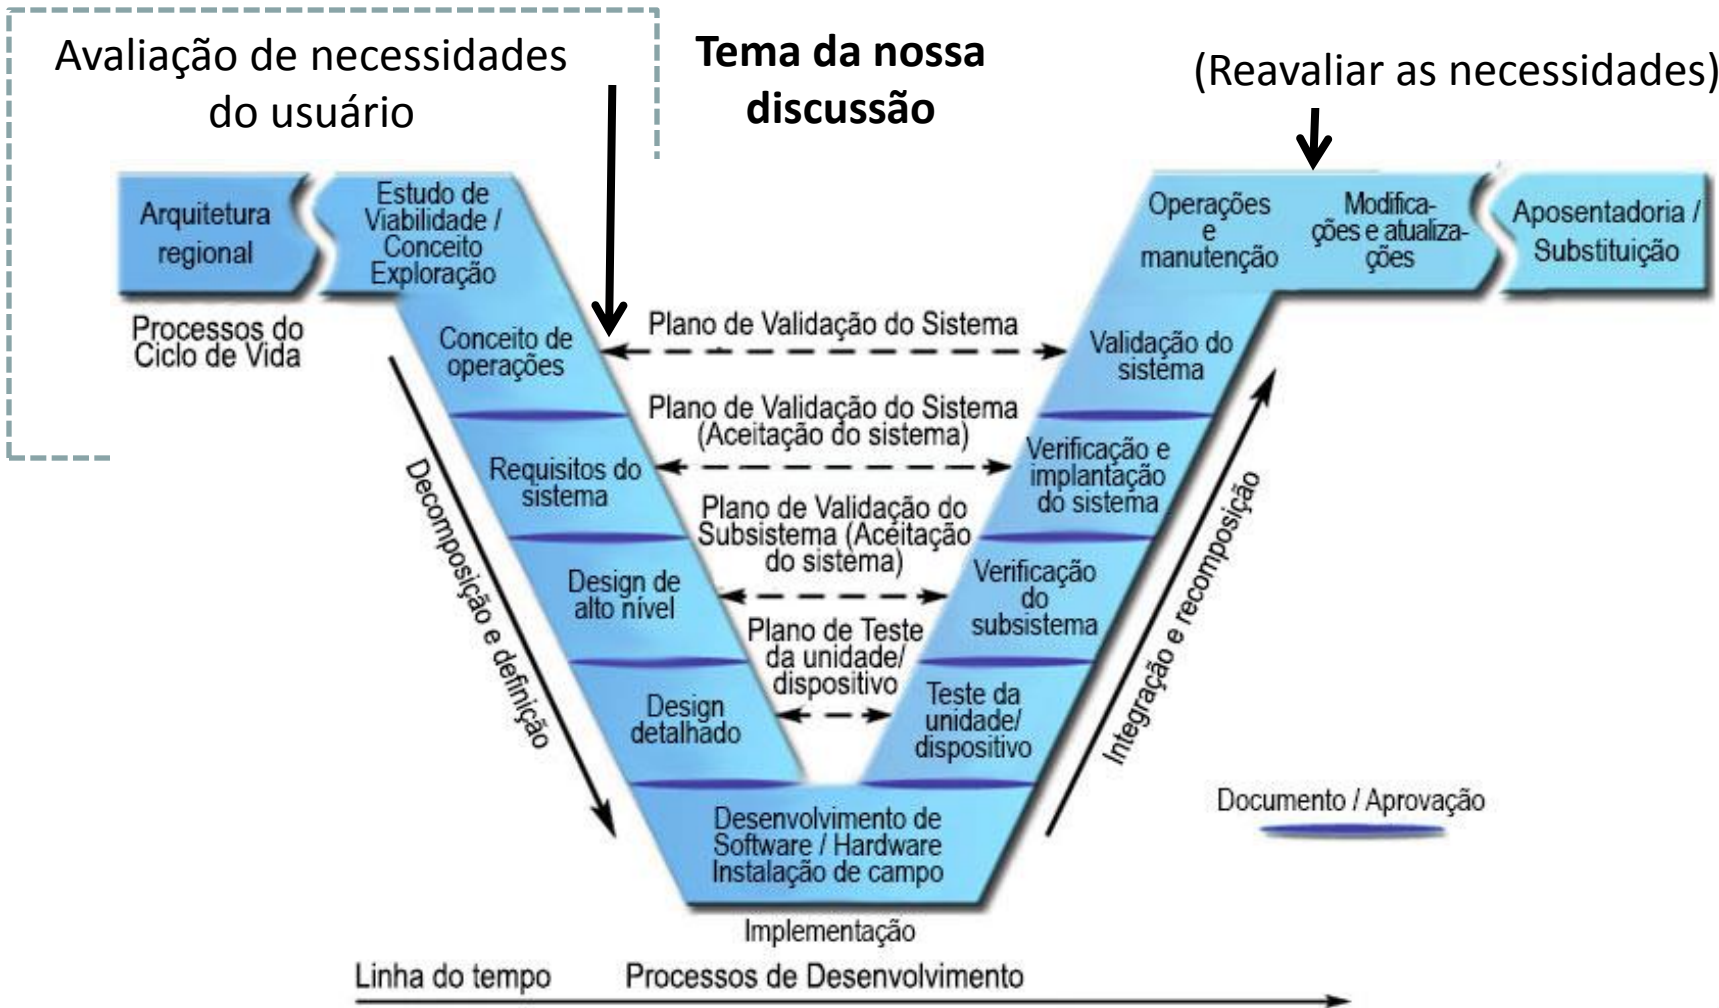 Avaliação de necessidades
do usuário
Tema da nossa
discussão
(Reavaliar as necessidades)
Arquitetura
regional
Estudo de
Viabilidade /
Conceito
Exploração
Operações
e
manutenção
Modifica-
ções e atualiza-
ções
Aposentadoria /
Substituição
Processos do
Ciclo de Vida
Conceito de
operações
Plano de Validação do Sistema
Validação do
sistema
Plano de Validação do Sistema
(Aceitação do sistema)
Requisitos do
sistema
Verificação e
implantação
do sistema
Plano de Validação do
Subsistema (Aceitação
do sistema)
Design de
alto nível
Verificação
do
subsistema
Plano de Teste
da unidade/
dispositivo
Design
detalhado
Teste da
unidade/
dispositivo
Decomposição e definição
Integração e recomposição
Desenvolvimento de
Software / Hardware
Instalação de campo
Documento / Aprovação
Implementação
Linha do tempo
Processos de Desenvolvimento